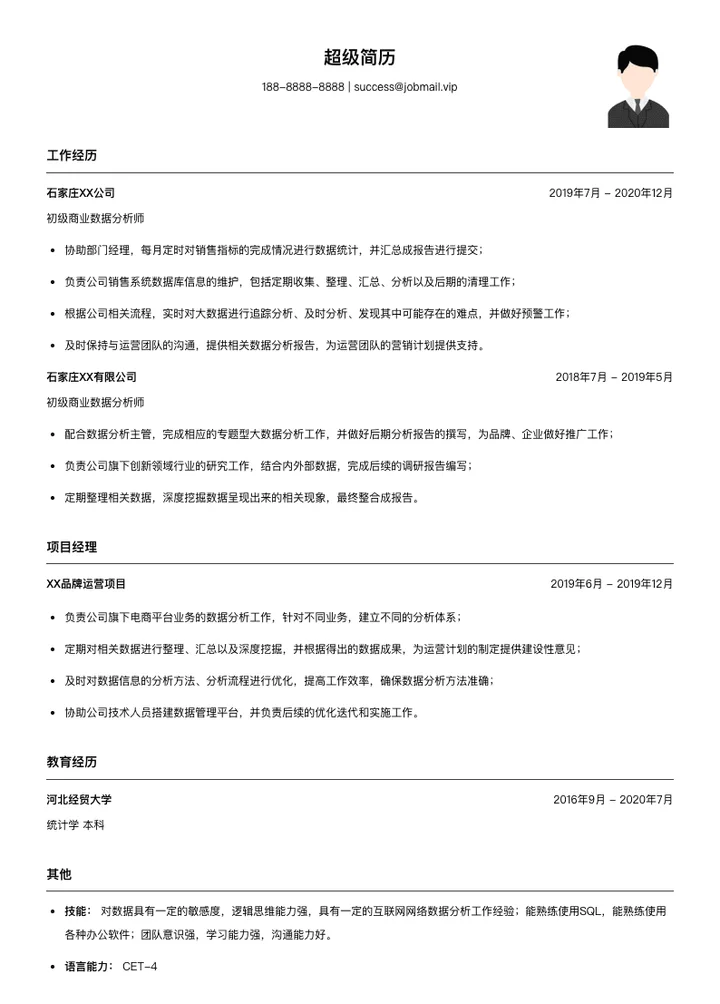 超级简历
188-8888-8888 | success@jobmail.vip
工作经历
石家庄XX公司 2019年7月 – 2020年12月
初级商业数据分析师
• 协助部门经理，每月定时对销售指标的完成情况进行数据统计，并汇总成报告进行提交；
• 负责公司销售系统数据库信息的维护，包括定期收集、整理、汇总、分析以及后期的清理工作；
• 根据公司相关流程，实时对大数据进行追踪分析、及时分析、发现其中可能存在的难点，并做好预警工作；
• 及时保持与运营团队的沟通，提供相关数据分析报告，为运营团队的营销计划提供支持。
石家庄XX有限公司 2018年7月 – 2019年5月
初级商业数据分析师
• 配合数据分析主管，完成相应的专题型大数据分析工作，并做好后期分析报告的撰写，为品牌、企业做好推广工作；
• 负责公司旗下创新领域行业的研究工作，结合内外部数据，完成后续的调研报告编写；
• 定期整理相关数据，深度挖掘数据呈现出来的相关现象，最终整合成报告。
项目经理
XX品牌运营项目 2019年6月 – 2019年12月
• 负责公司旗下电商平台业务的数据分析工作，针对不同业务，建立不同的分析体系；
• 定期对相关数据进行整理、汇总以及深度挖掘，并根据得出的数据成果，为运营计划的制定提供建设性意见；
• 及时对数据信息的分析方法、分析流程进行优化，提高工作效率，确保数据分析方法准确；
• 协助公司技术人员搭建数据管理平台，并负责后续的优化迭代和实施工作。
教育经历
河北经贸大学 2016年9月 – 2020年7月
统计学 本科
其他
• 技能： 对数据具有一定的敏感度，逻辑思维能力强，具有一定的互联网网络数据分析工作经验；能熟练使用SQL，能熟练使用
各种办公软件；团队意识强，学习能力强，沟通能力好。
• 语言能力： CET-4